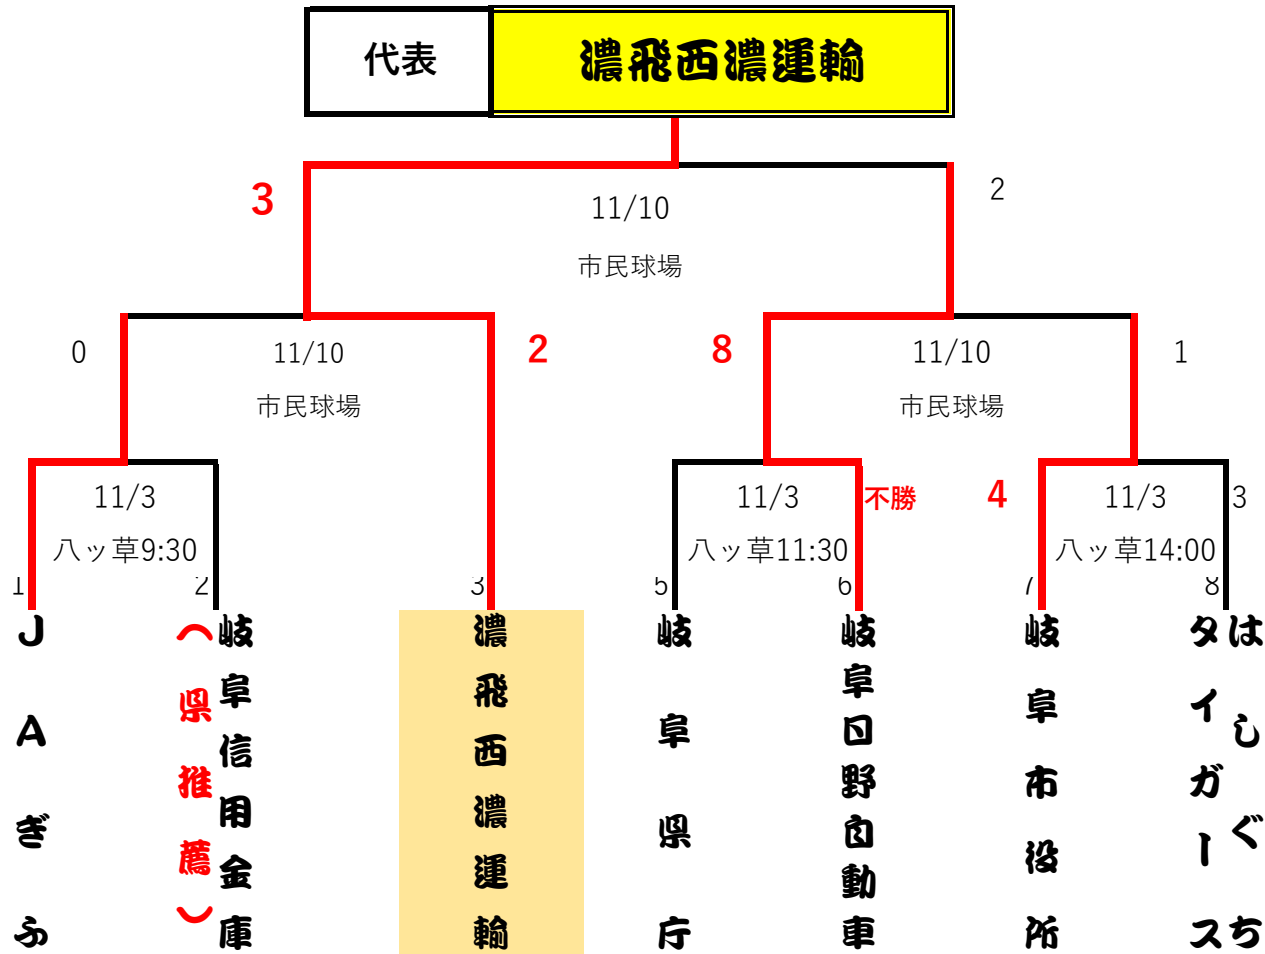 代表
濃飛西濃運輸
3
2
11/10
市民球場
0
11/10
2
8
11/10
1
市民球場
市民球場
11/3
11/3
不勝
4
11/3
3
八ッ草9:30
八ッ草11:30
八ッ草14:00
1
2
3
5
6
7
8
JAぎふ
岐阜信用金庫
（県推薦）
濃飛西濃運輸
岐阜県庁
岐阜日野自動車
岐阜市役所
はしぐち
タイガース